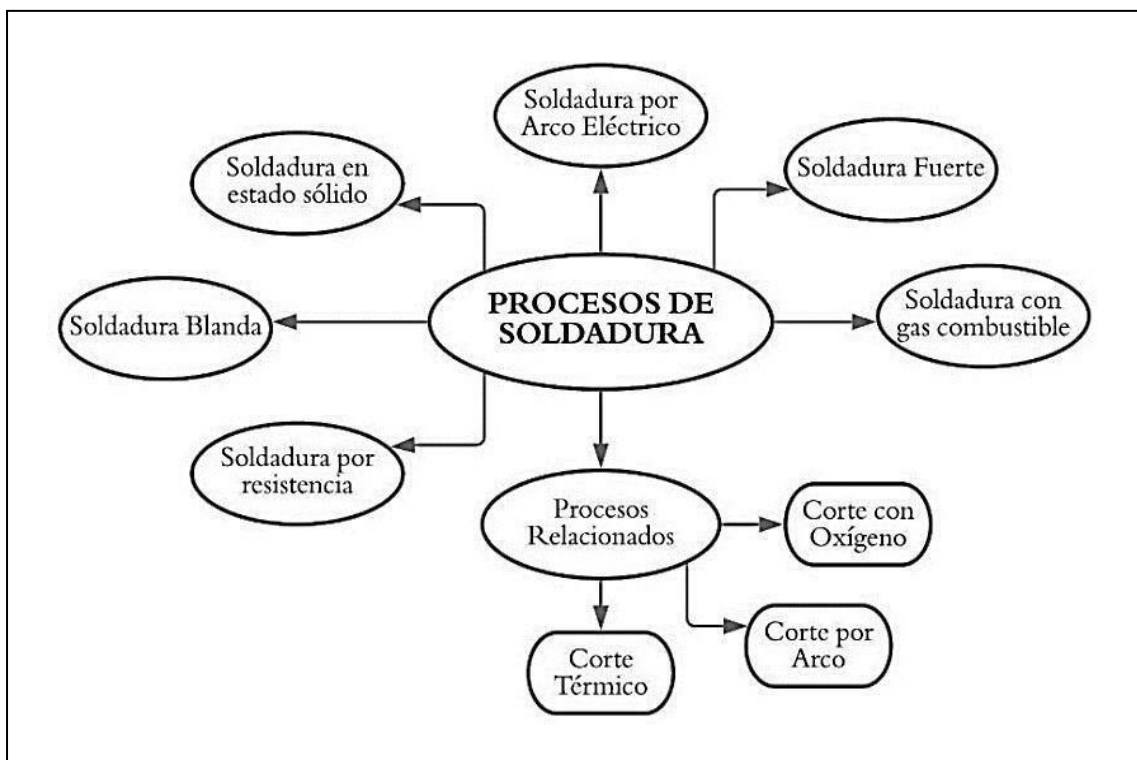 Soldadura por
Arco Eléctrico
Soldadura en
estado sólido
Soldadura Fuerte
Soldadura Blanda
PROCESOS DE
SOLDADURA
Soldadura con
gas combustible
Soldadura por
resistencia
Procesos
Relacionados
Corte con
Oxígeno
Corte por
Arco
Corte
Térmico